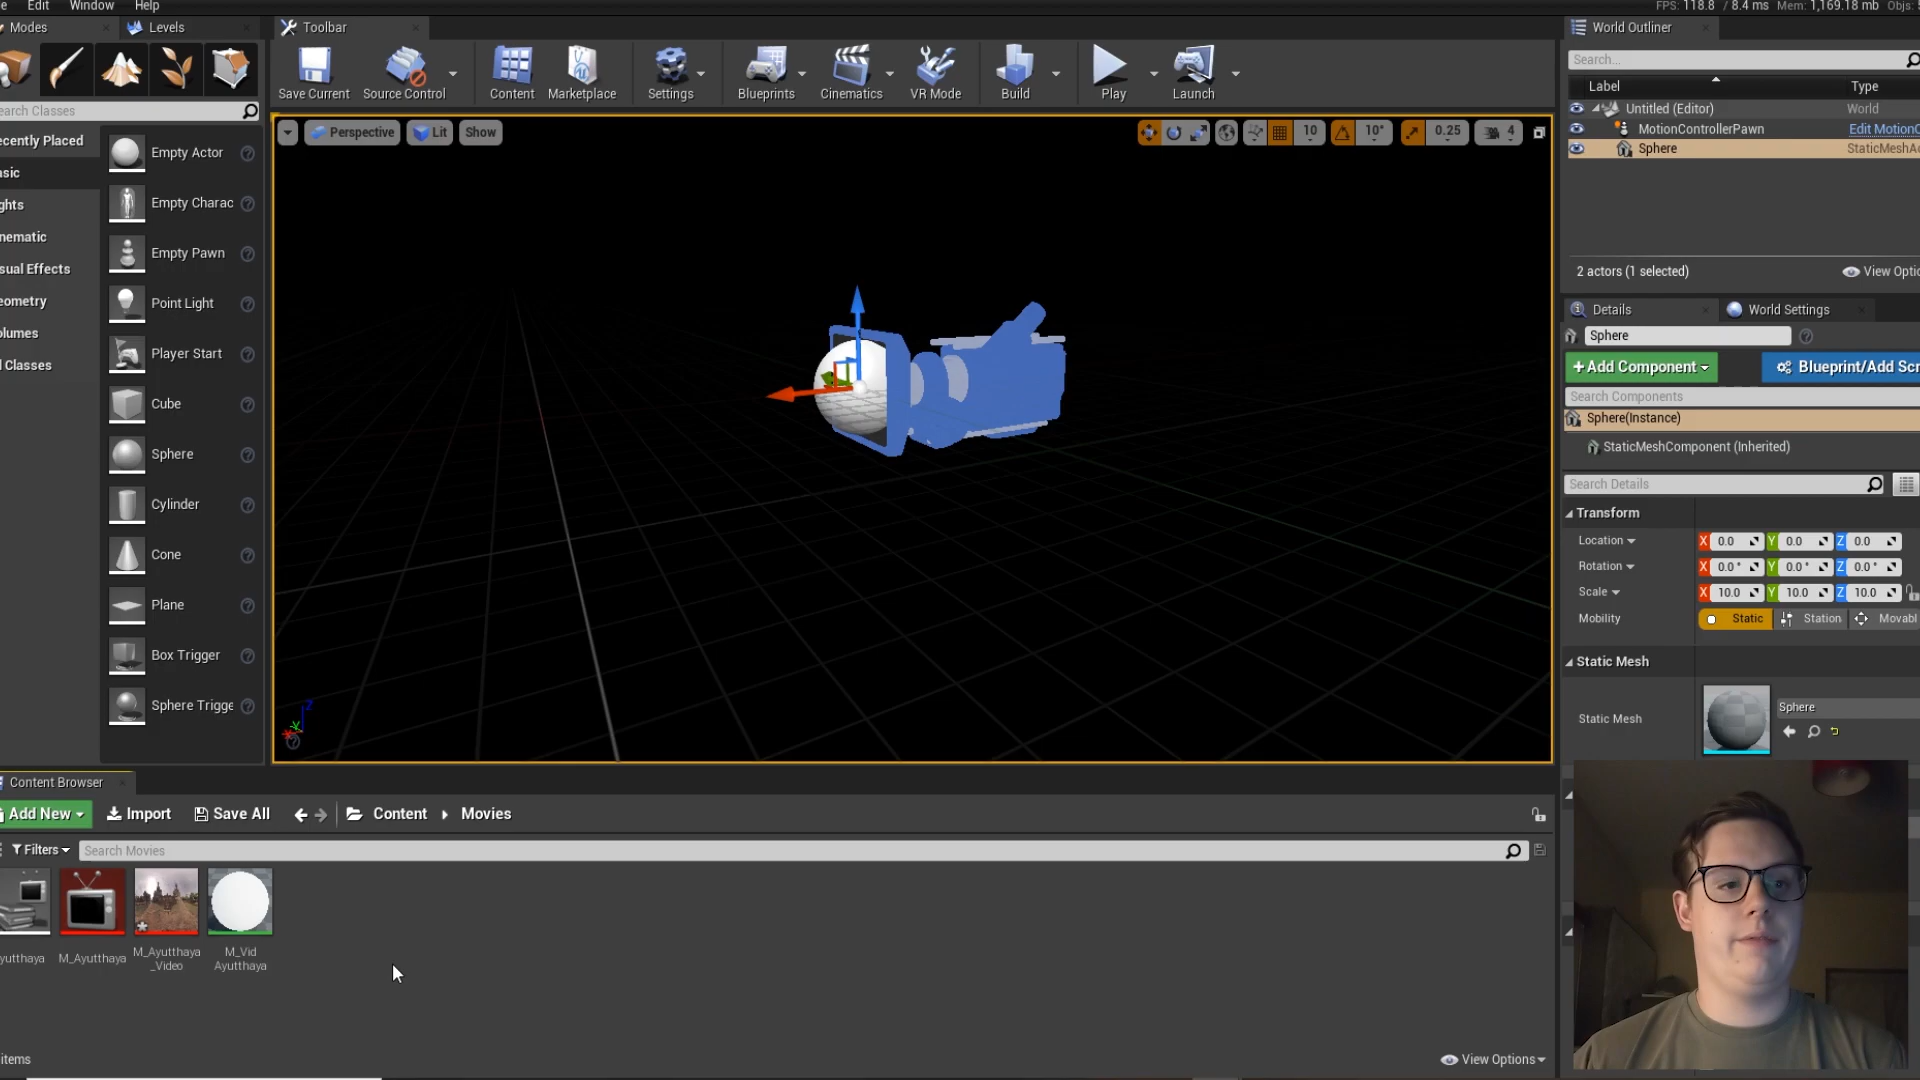 Edit Window Help
FPS: 118.8 / 8.4 ms Mem: 1,169.18 mb Objs:
Modes
Levels
Toolbar
World Outliner
Save Current
Source Control
Content
Marketplace
Settings
Blueprints
Cinematics
VR Mode
Build
Play
Launch
Search...
Label
Type
earch Classes
Untitled (Editor)
World
MotionControllerPawn
Edit MotionC
Sphere
StaticMeshAc
2 actors (1 selected)
View Optio
ecently Placed
asic
ghts
nematic
sual Effects
eometry
olumes
l Classes
Empty Actor
Empty Charac
Empty Pawn
Point Light
Player Start
Cube
Sphere
Cylinder
Cone
Plane
Box Trigger
Sphere Trigge
Perspective
Lit
Show
10
10°
0.25
4
Z
Y
X
Details
World Settings
Sphere
+Add Component
Blueprint/Add Scr
Search Components
Sphere(Instance)
StaticMeshComponent (Inherited)
Search Details
Transform
Location X 0.0 Y 0.0 Z 0.0
Rotation X 0.0 ° Y 0.0 ° Z 0.0 °
Scale X 10.0 Y 10.0 Z 10.0
Mobility Static Station Movabl
Static Mesh
Static Mesh
Sphere
Content Browser
Add New
Import
Save All
Content
Movies
Filters
Search Movies
yutthaya
M_Ayutthaya
M_Ayutthaya
_Video
M_Vid
Ayutthaya
items
View Options